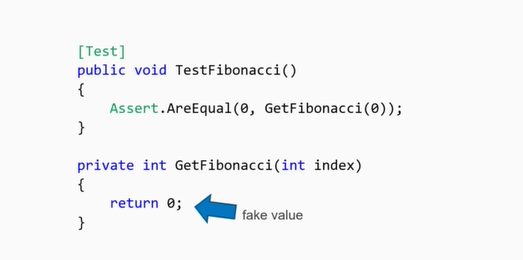 [Test]
public void TestFibonacci()
{
    Assert.AreEqual(0, GetFibonacci(0));
}
private int GetFibonacci(int index)
{
    return 0;
fake value
}